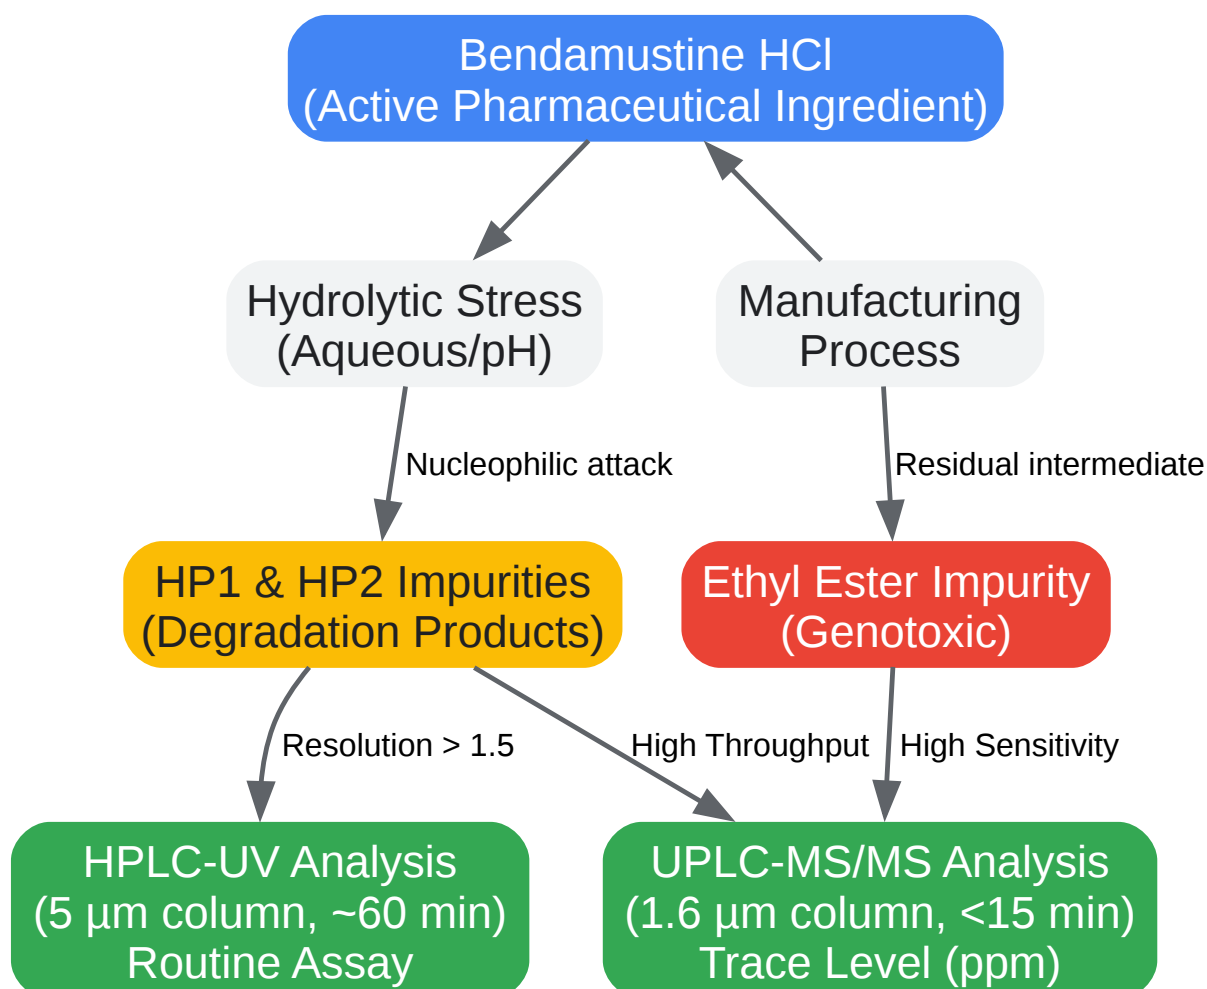 Bendamustine HCl
(Active Pharmaceutical Ingredient)
Hydrolytic Stress
(Aqueous/pH)
Manufacturing
Process
Nucleophilic attack
Residual intermediate
HP1 & HP2 Impurities
(Degradation Products)
Ethyl Ester Impurity
(Genotoxic)
Resolution > 1.5
High Throughput
High Sensitivity
HPLC-UV Analysis
(5 µm column, ~60 min)
Routine Assay
UPLC-MS/MS Analysis
(1.6 µm column, <15 min)
Trace Level (ppm)